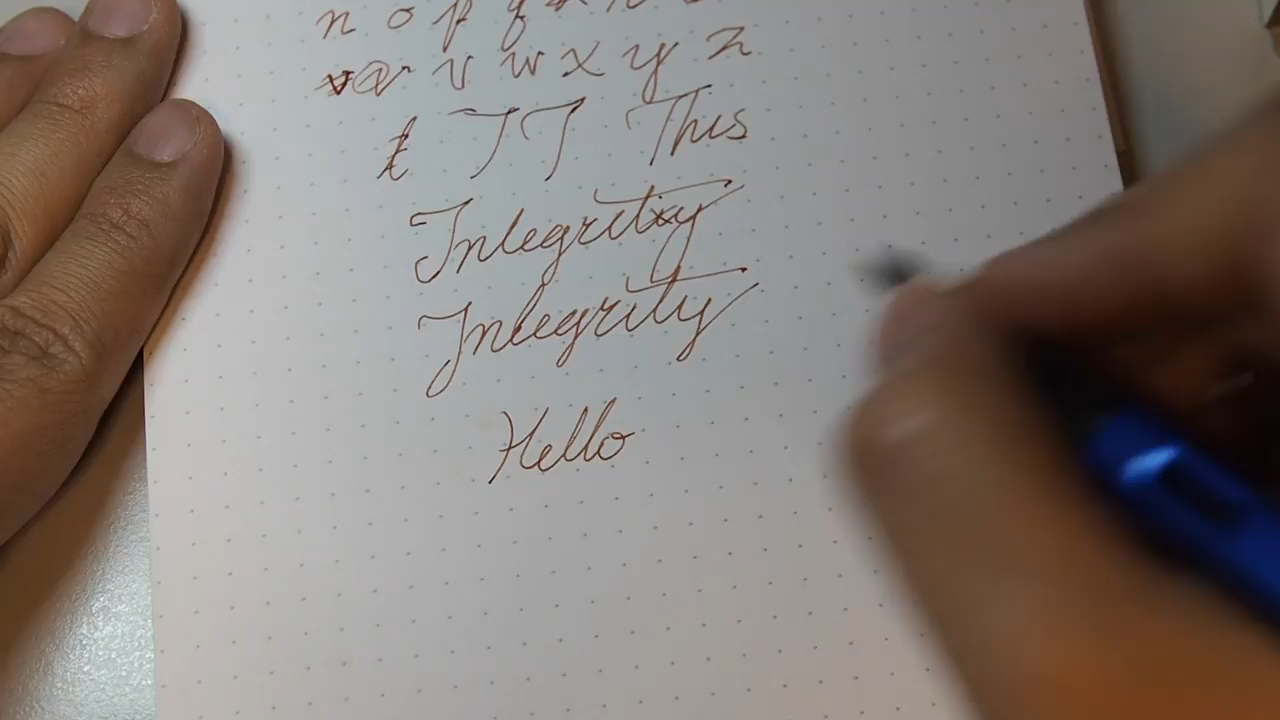 n o p q
v w x y z
t T T This
Integrity
Integrity
Hello